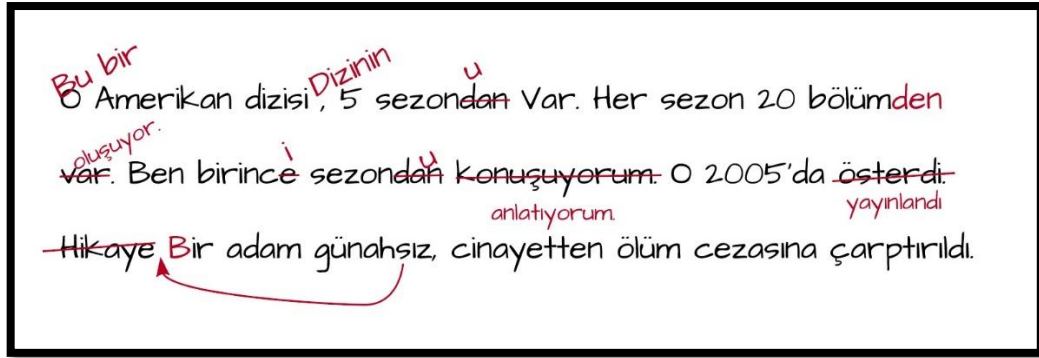 Bu bir Dizinin u
O Amerikan dizisi, 5 sezondan Var. Her sezon 20 bölümden
oluşuyor. i u
var. Ben birince sezondan konuşuyorum. O 2005'da österdi.
anlatıyorum. yayınlandı
Hikaye Bir adam günahsız, cinayetten ölüm cezasına çarptırıldı.